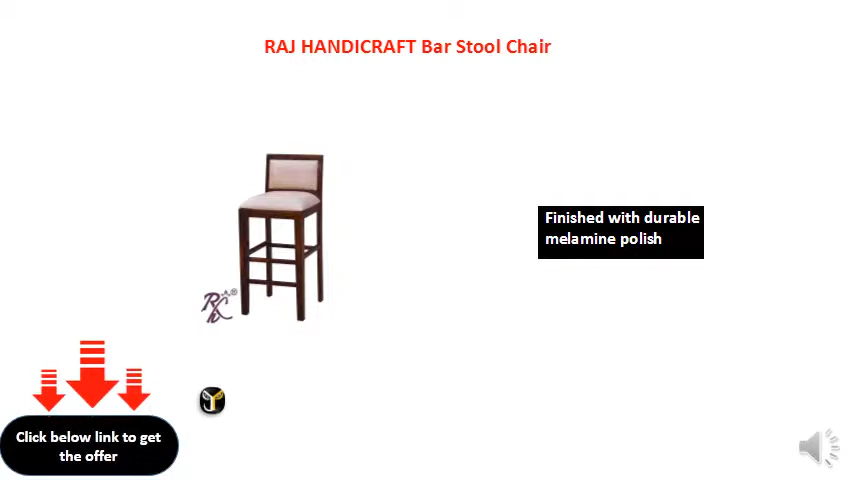 RAJ HANDICRAFT Bar Stool Chair
Finished with durable
melamine polish
Click below link to get
the offer